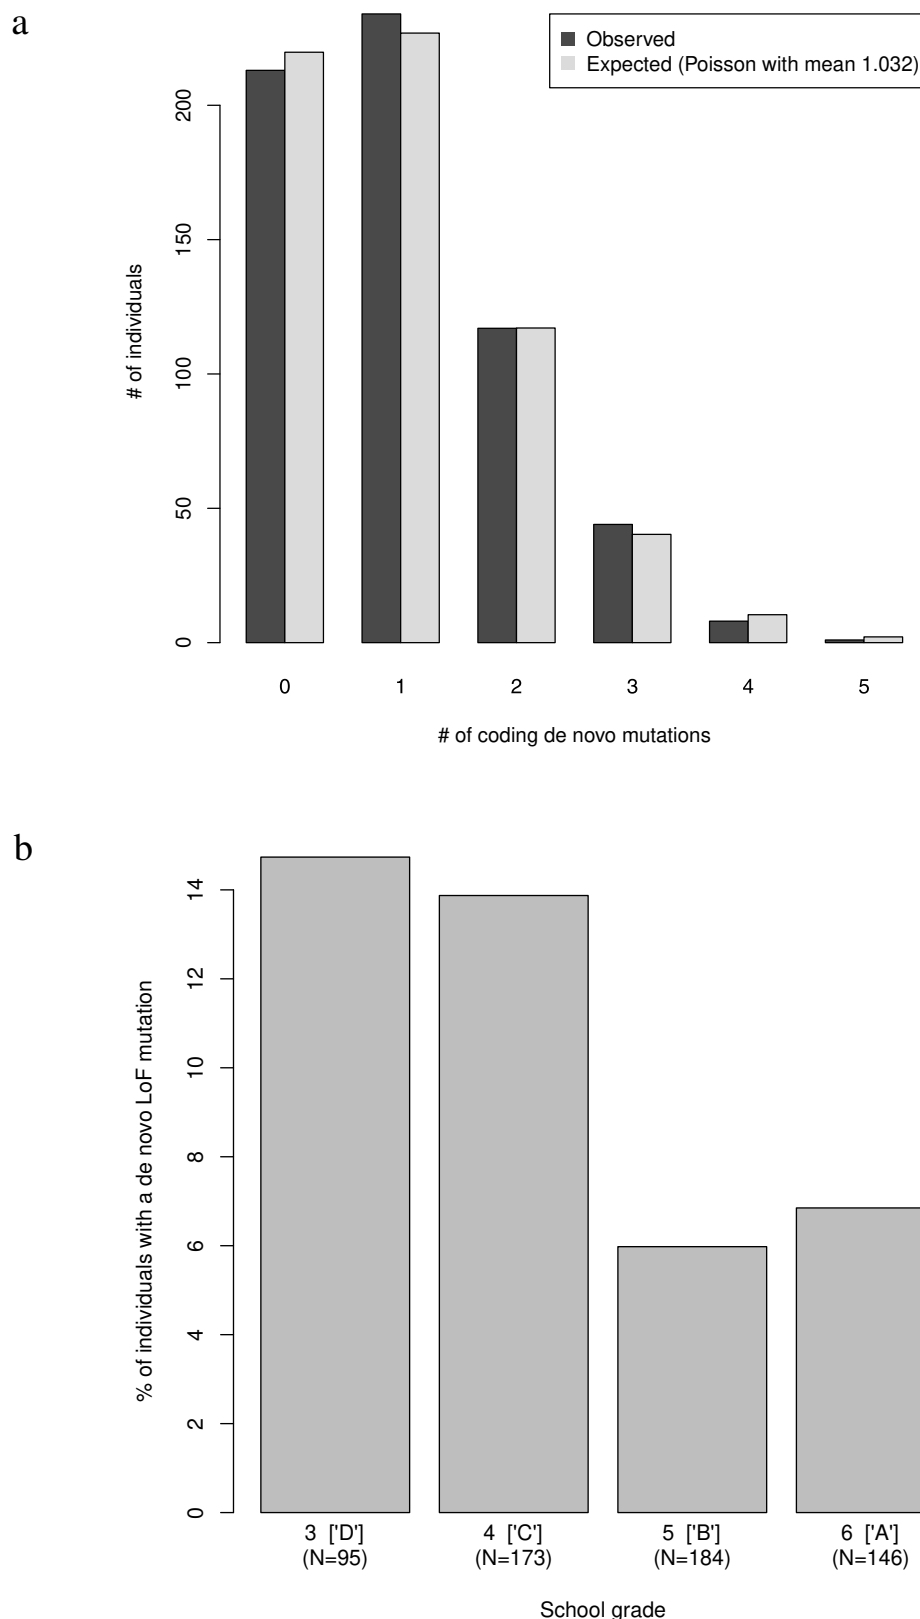 a
Observed
Expected (Poisson with mean 1.032)
# of individuals
200
150
100
50
0
0 1 2 3 4 5
# of coding de novo mutations
b
% of individuals with a de novo LoF mutation
14
12
10
8
6
4
2
0
3 ['D'] 4 ['C'] 5 ['B'] 6 ['A']
(N=95) (N=173) (N=184) (N=146)
School grade